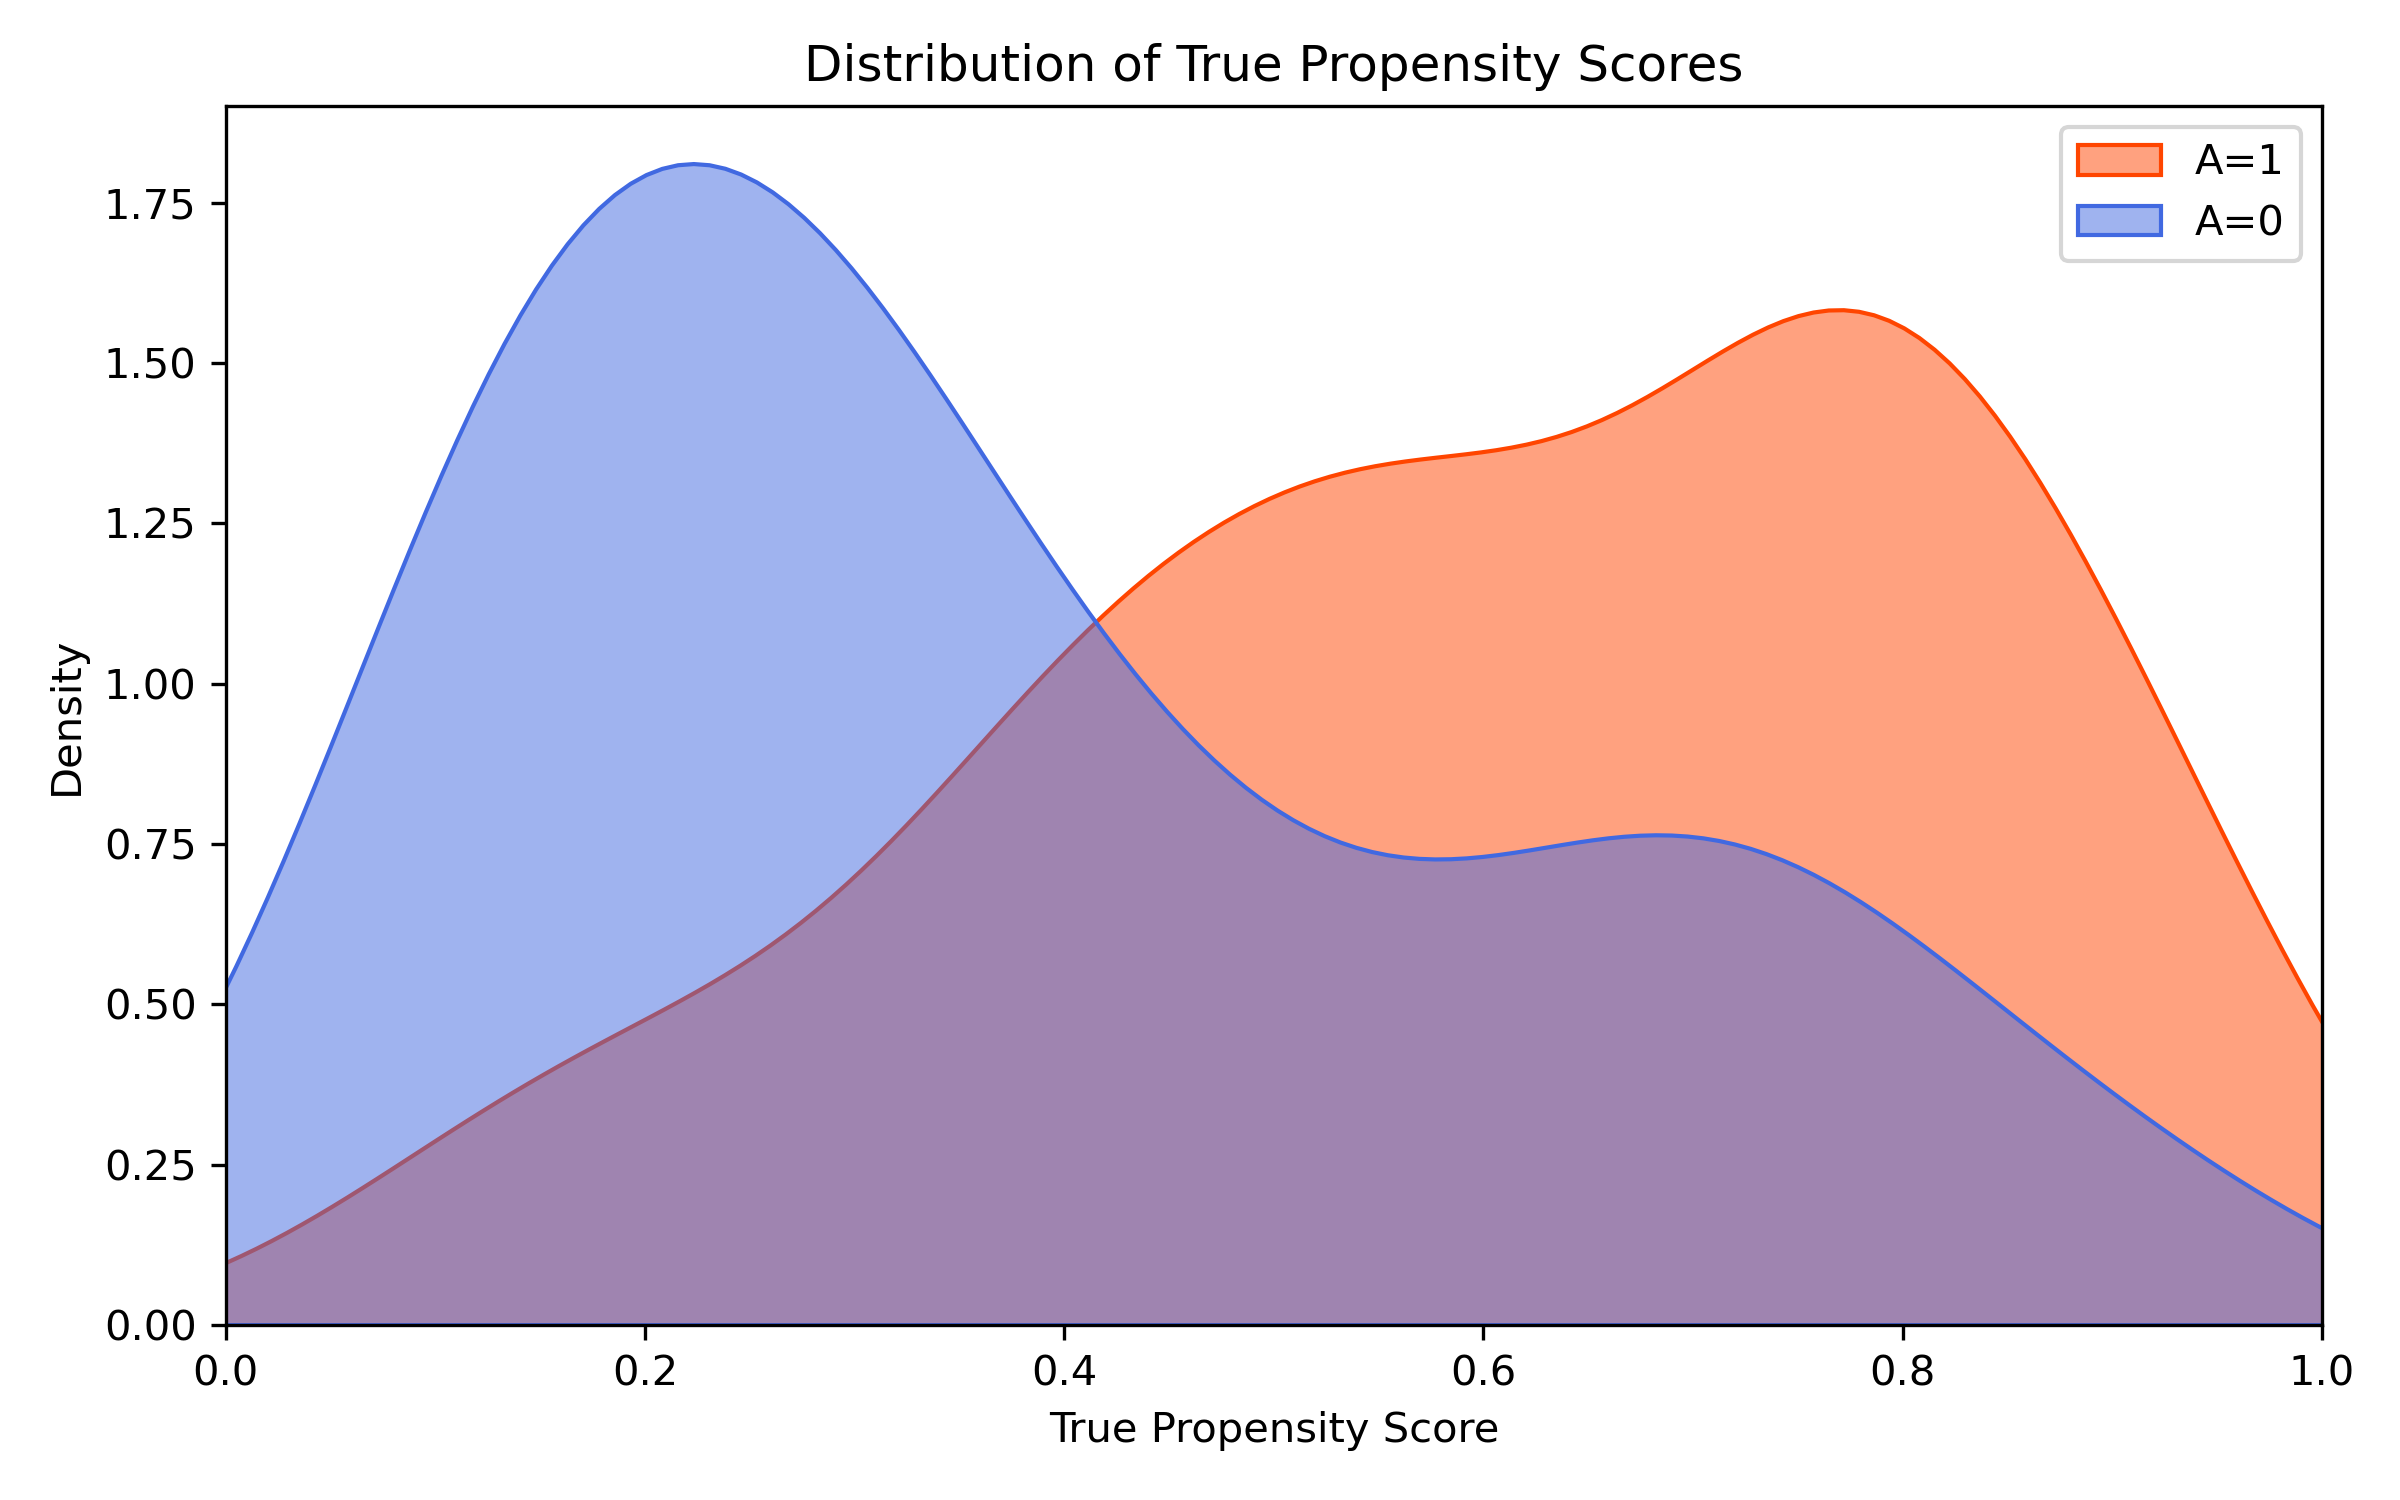 Distribution of True Propensity Scores
A=1
A=0
1.75
1.50
1.25
1.00
0.75
0.50
0.25
0.00
Density
0.0 0.2 0.4 0.6 0.8 1.0
True Propensity Score